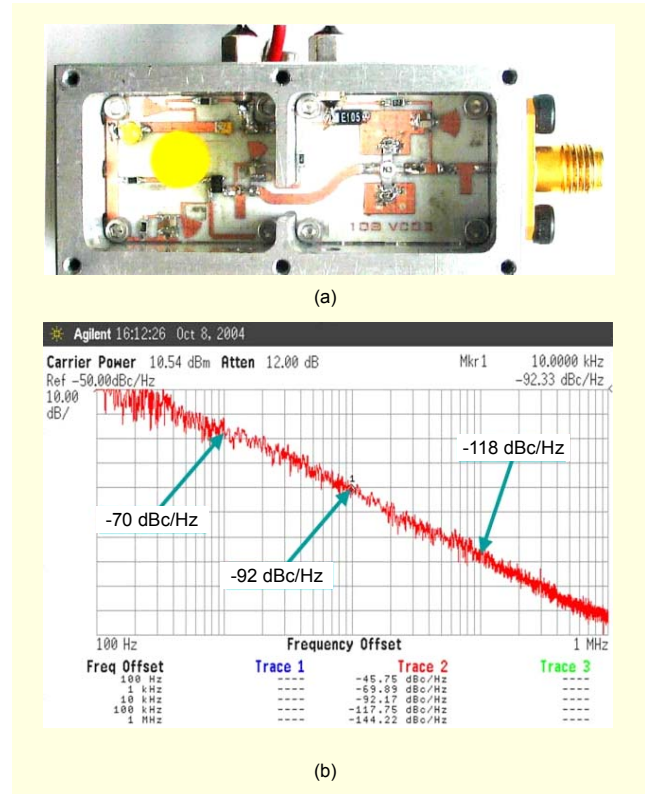 E105
N3
10G VCO3
(a)
Agilent 16:12:26 Oct 8, 2004
Carrier Power 10.54 dBm Atten 12.00 dB Mkr1 10.0000 kHz
Ref -50.00dBc/Hz -92.33 dBc/Hz
10.00
dB/
-118 dBc/Hz
1
-70 dBc/Hz
-92 dBc/Hz
100 Hz Frequency Offset 1 MHz
Freq Offset Trace 1 Trace 2 Trace 3
100 Hz ---- -45.75 dBc/Hz ----
1 kHz ---- -69.89 dBc/Hz ----
10 kHz ---- -92.17 dBc/Hz ----
100 kHz ---- -117.75 dBc/Hz ----
1 MHz ---- -144.22 dBc/Hz ----
(b)